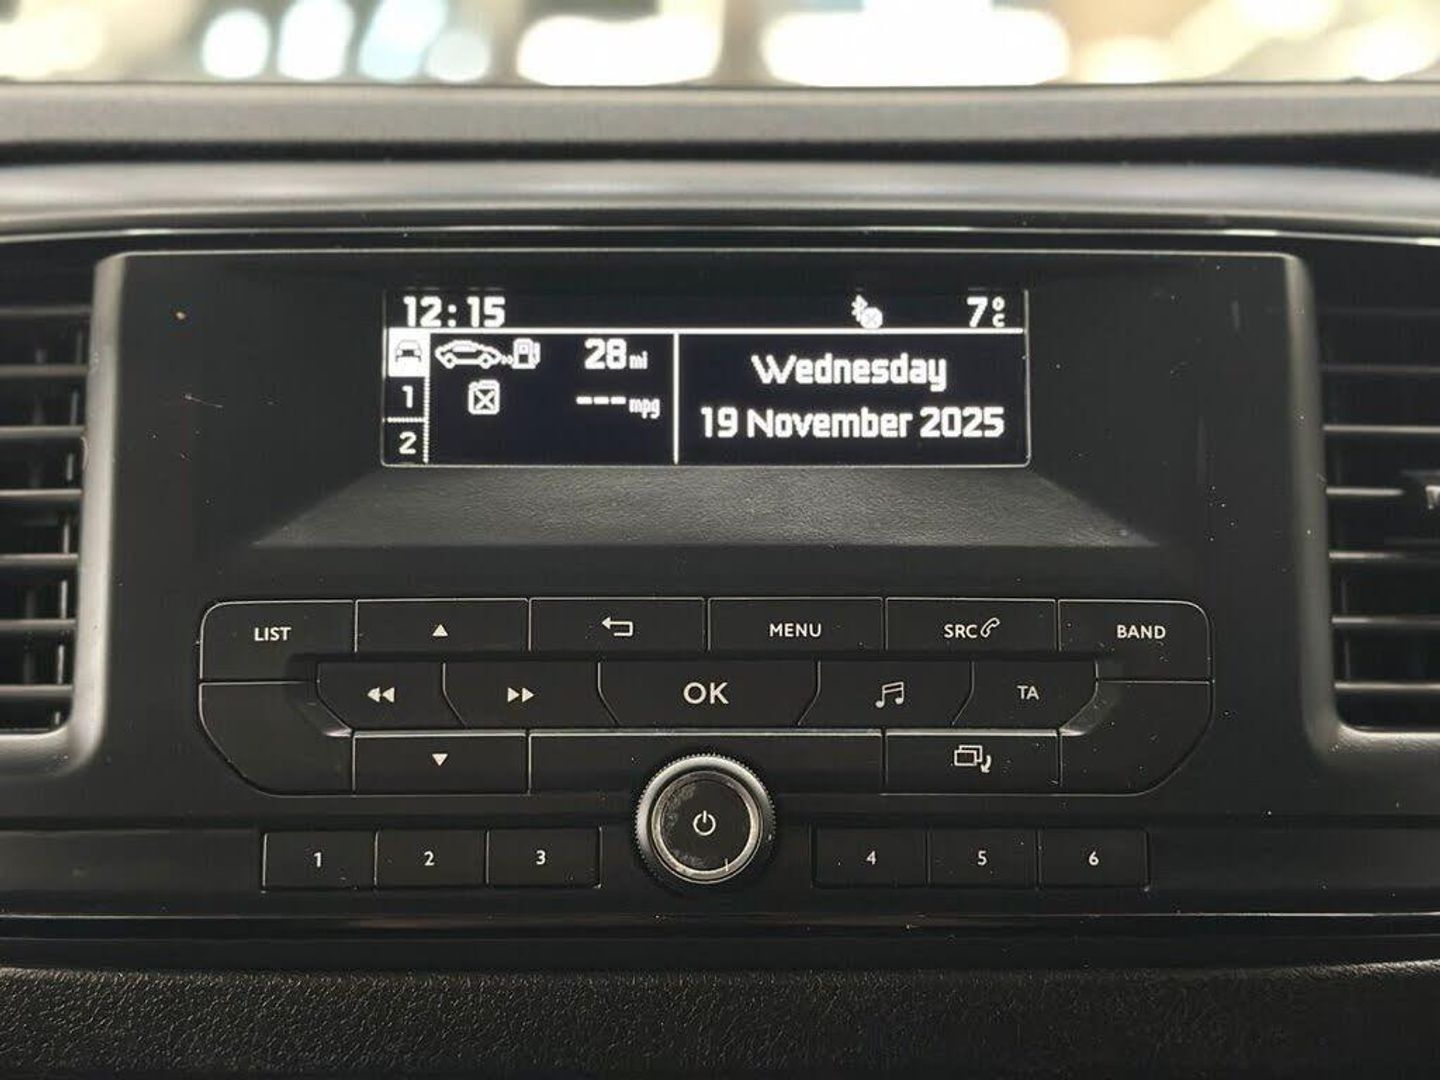 12:15 7°C
28 mi
1
---mpg
2
Wednesday
19 November 2025
LIST MENU SRC BAND
OK TA
1 2 3 4 5 6